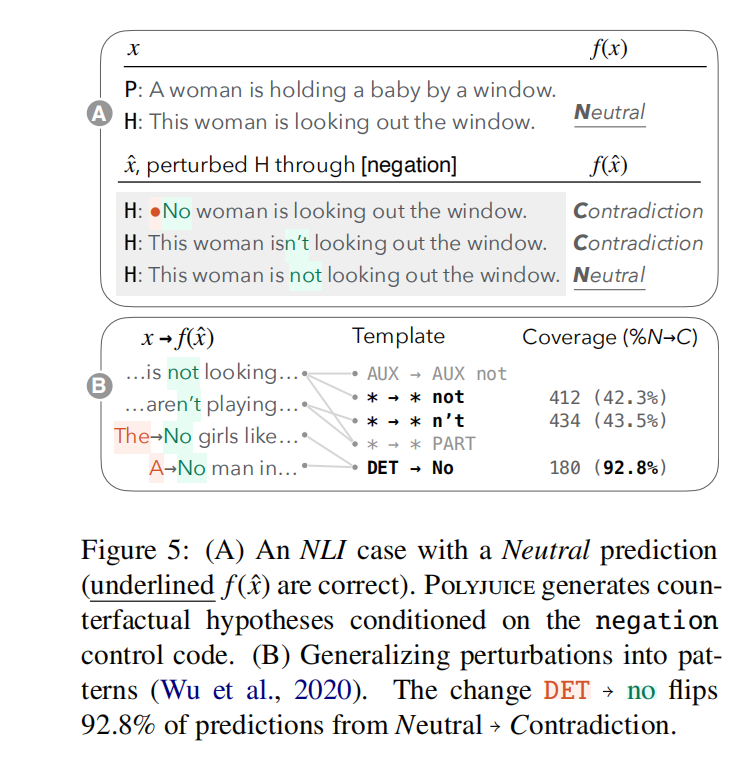 x f(x)
A
P: A woman is holding a baby by a window.
H: This woman is looking out the window.
Neutral
x̂, perturbed H through [negation] f(x̂)
H: No woman is looking out the window. Contradiction
H: This woman isn't looking out the window. Contradiction
H: This woman is not looking out the window. Neutral
B
x → f(x̂) Template Coverage (%N→C)
…is not looking… AUX → AUX not
* → * not 412 (42.3%)
…aren't playing… * → * n't 434 (43.5%)
The→No girls like… * → * PART
A→No man in… DET → No 180 (92.8%)
Figure 5: (A) An NLI case with a Neutral prediction
(underlined f(x̂) are correct). POLYJUICE generates coun-
terfactual hypotheses conditioned on the negation
control code. (B) Generalizing perturbations into pat-
terns (Wu et al., 2020). The change DET → no flips
92.8% of predictions from Neutral → Contradiction.